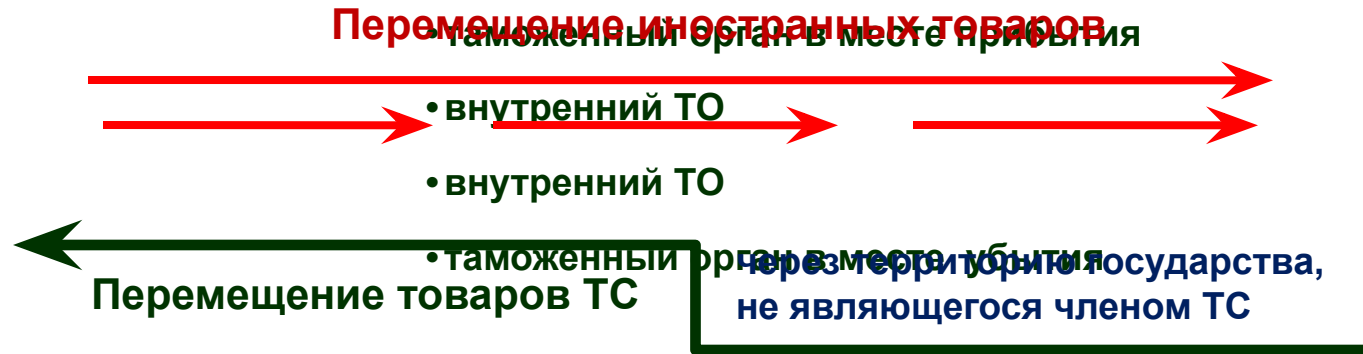 Перемещение иностранных товаров
•таможенный орган в месте прибытия
•внутренний ТО
•внутренний ТО
•таможенный орган в месте убытия
через территорию государства,
не являющегося членом ТС
Перемещение товаров ТС